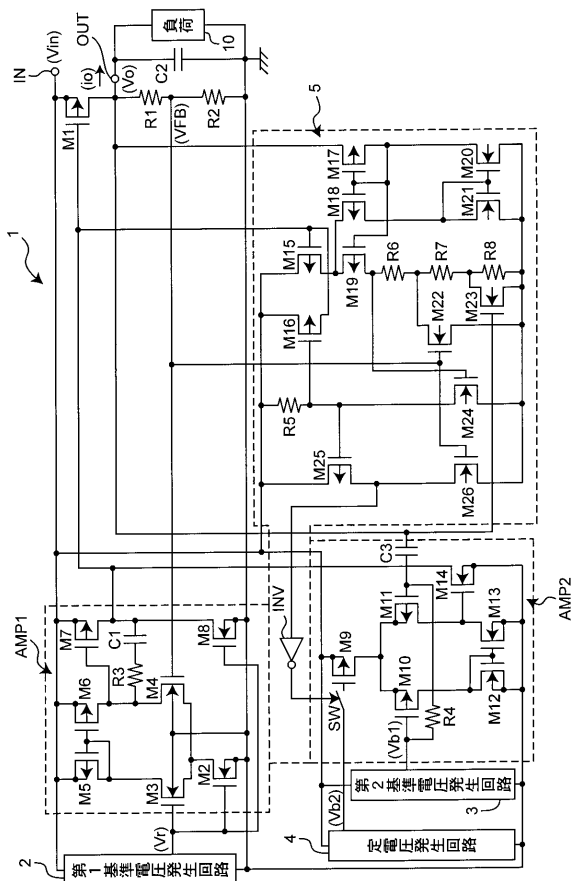 1
IN
(Vin)
M1
(io)
OUT
(Vo)
R1
(VFB)
R2
C2
負荷
10
AMP1
M5
M6
M7
R3
C1
M3
M4
M2
M8
(Vr)
2
第1基準電圧発生回路
5
M15
M16
M18
M17
M19
R5
R6
R7
R8
M21
M20
M22
M23
M25
M24
M26
INV
SW
M9
C3
M10
M11
M14
R4
M12
M13
AMP2
(Vb1)
(Vb2)
第2基準電圧発生回路
3
4
定電圧発生回路